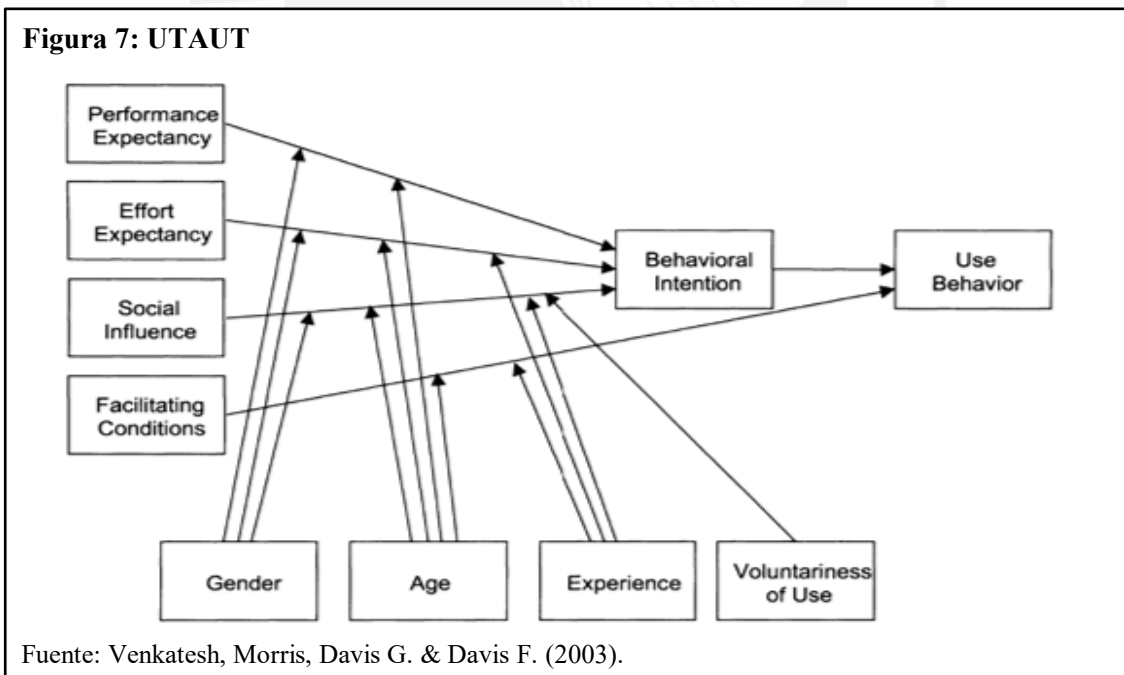 Figura 7: UTAUT
Performance
Expectancy
Effort
Expectancy
Social
Influence
Facilitating
Conditions
Behavioral
Intention
Use
Behavior
Gender
Age
Experience
Voluntariness
of Use
Fuente: Venkatesh, Morris, Davis G. & Davis F. (2003).